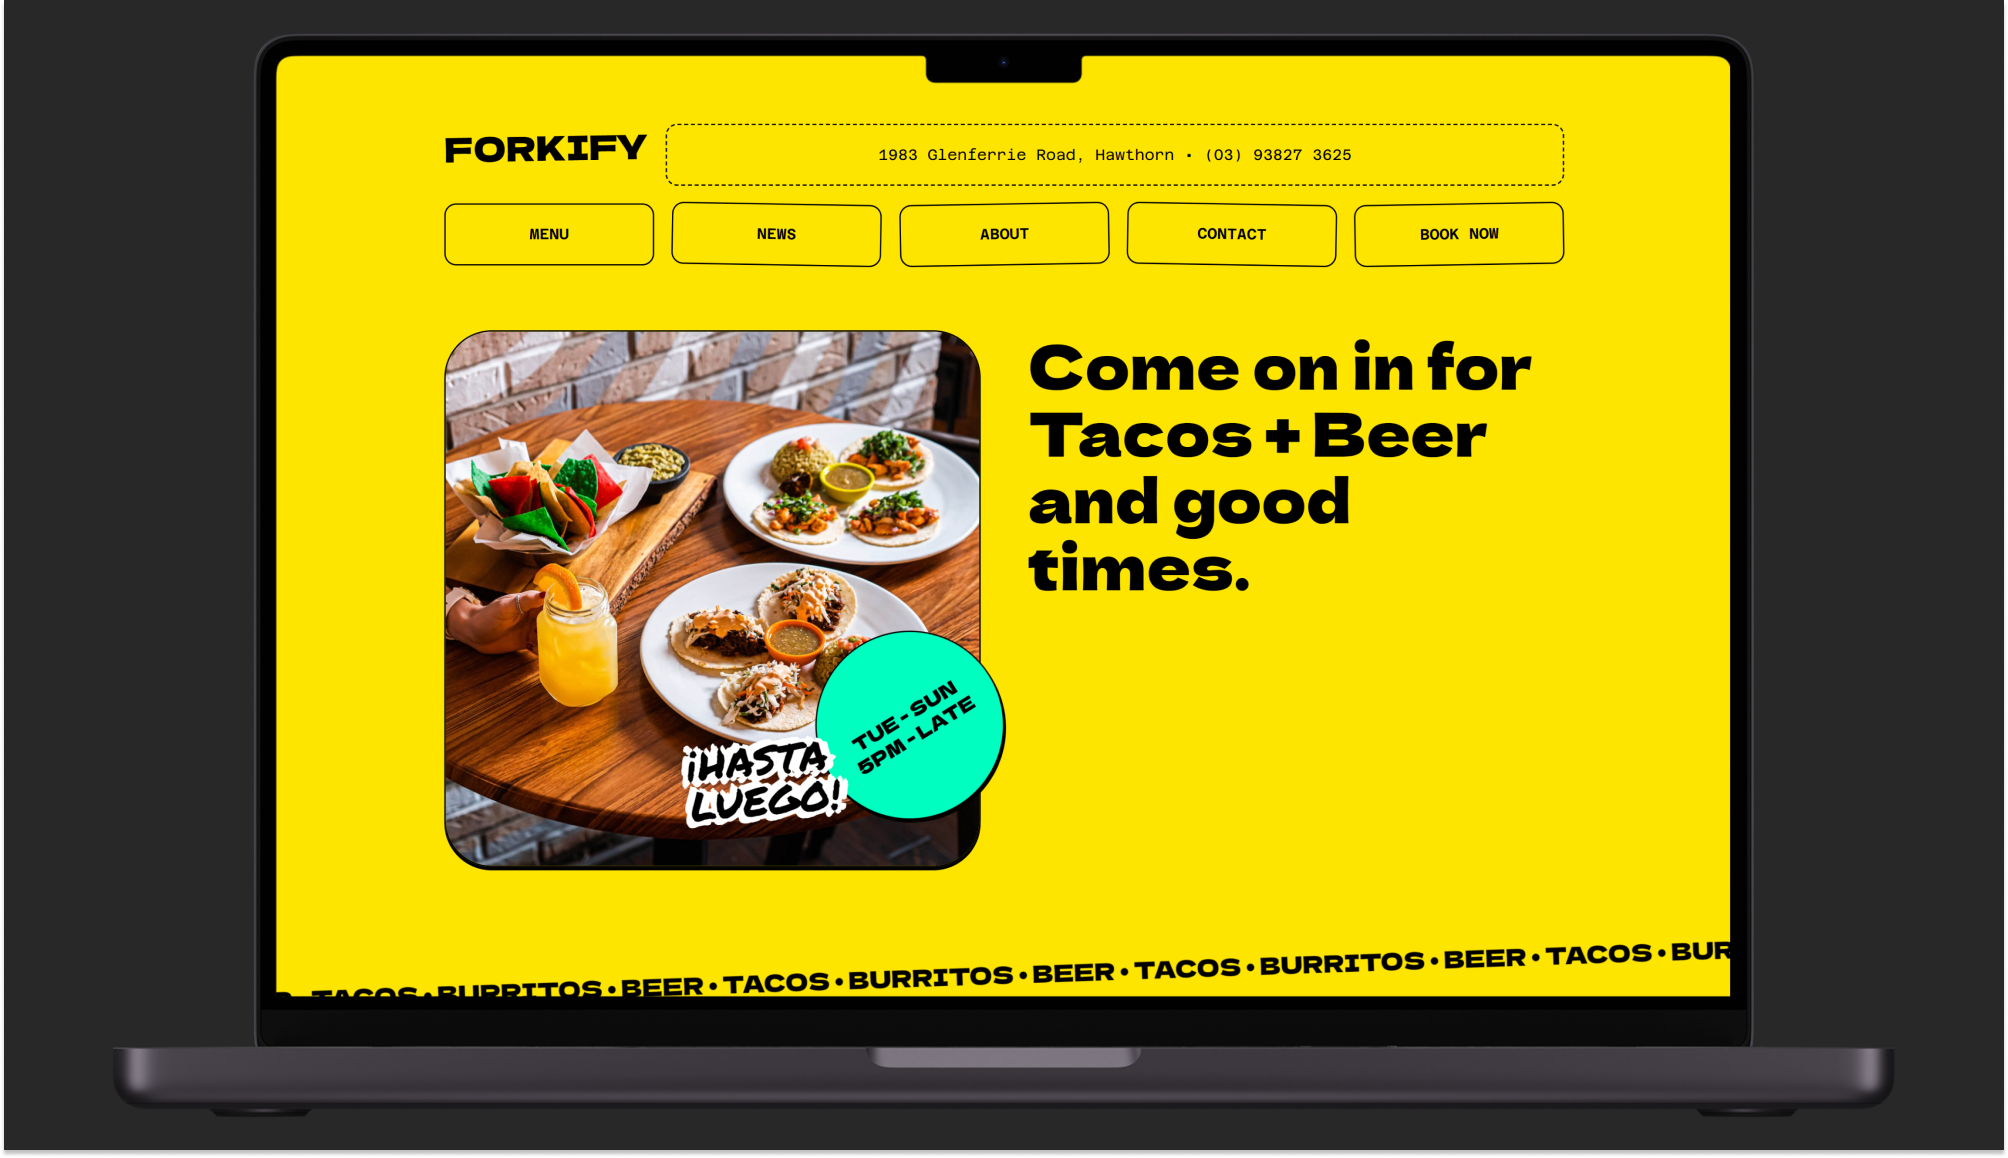 FORKIFY
1983 Glenferrie Road, Hawthorn • (03) 93827 3625
MENU
NEWS
ABOUT
CONTACT
BOOK NOW
Come on in for
Tacos + Beer
and good
times.
TUE - SUN
5PM - LATE
¡HASTA
LUEGO!
TACOS • BURRITOS • BEER • TACOS • BURRITOS • BEER • TACOS • BURRITOS • BEER • TACOS • BUR